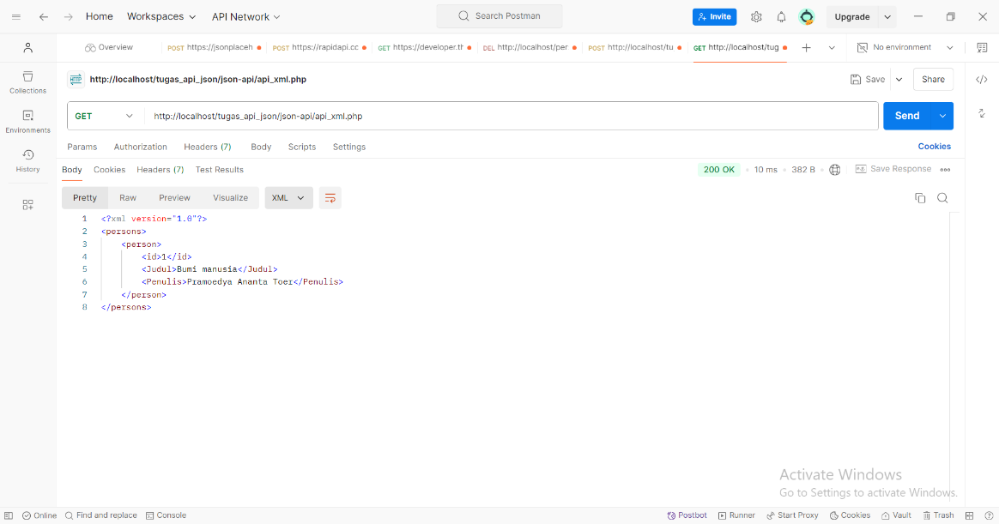 Home Workspaces API Network Search Postman Invite Upgrade
Overview POST https://jsonplaceh POST https://rapidapi.cc GET https://developer.th DEL http://localhost/per POST http://localhost/tu GET http://localhost/tug No environment
HTTP http://localhost/tugas_api_json/json-api/api_xml.php Save Share
Collections
Environments
History
GET http://localhost/tugas_api_json/json-api/api_xml.php Send
Params Authorization Headers (7) Body Scripts Settings Cookies
Body Cookies Headers (7) Test Results 200 OK 10 ms 382 B Save Response
Pretty Raw Preview Visualize XML
1 <?xml version="1.0"?>
2 <persons>
3 <person>
4 <id>1</id>
5 <Judul>Bumi manusia</Judul>
6 <Penulis>Pramoedya Ananta Toer</Penulis>
7 </person>
8 </persons>
Activate Windows
Go to Settings to activate Windows.
Online Find and replace Console Postbot Runner Start Proxy Cookies Vault Trash